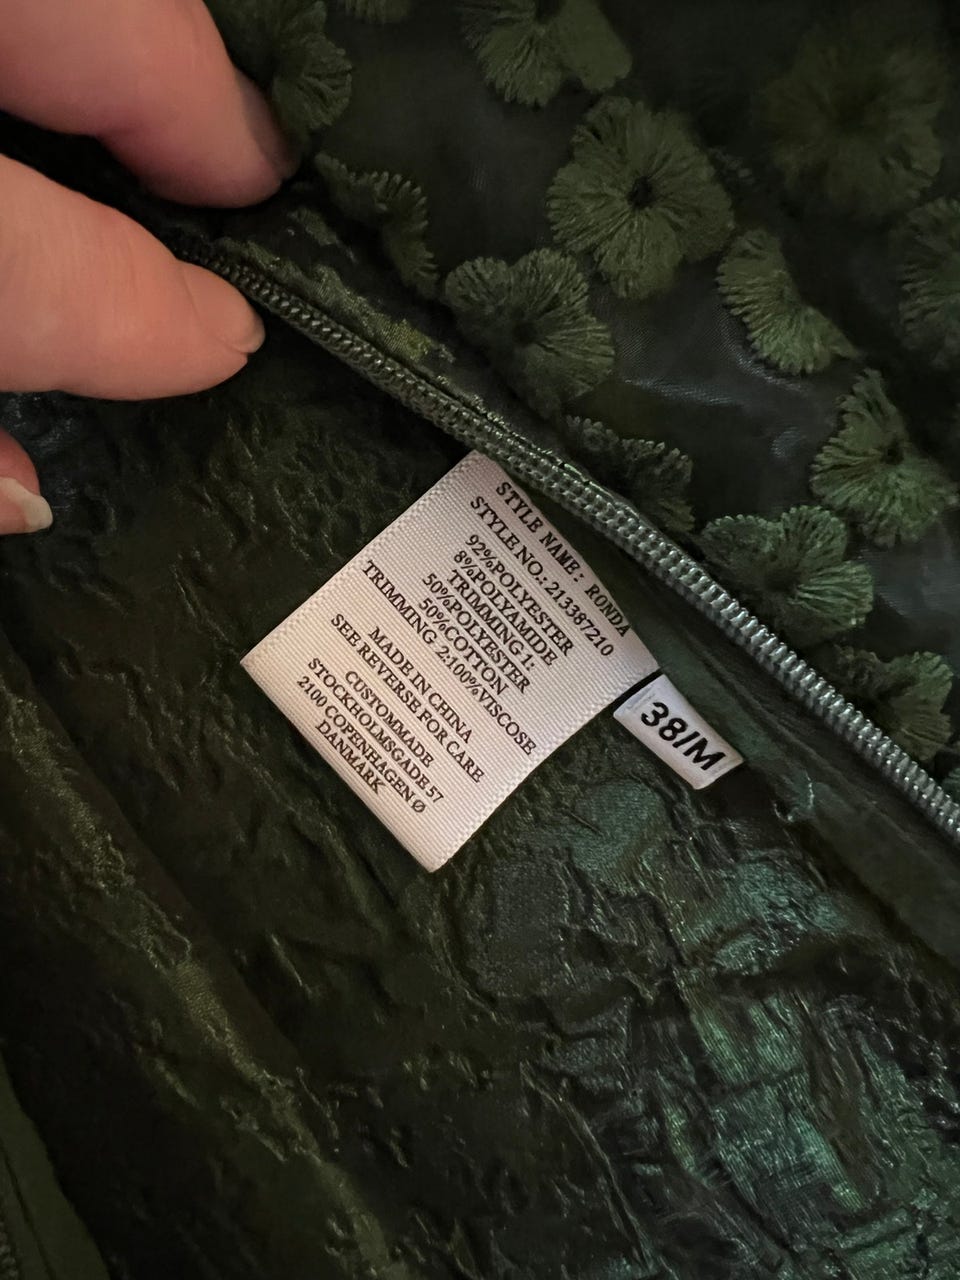 STYLE NAME: RONDA
STYLE NO.: 213387210
92%POLYESTER
8%POLYAMIDE
TRIMMING 1:
50%POLYESTER
50%COTTON
TRIMMING 2:100%VISCOSE
MADE IN CHINA
SEE REVERSE FOR CARE
CUSTOMMADE
STOCKHOLMSGADE 57
2100 COPENHAGEN Ø
DANMARK
38/M